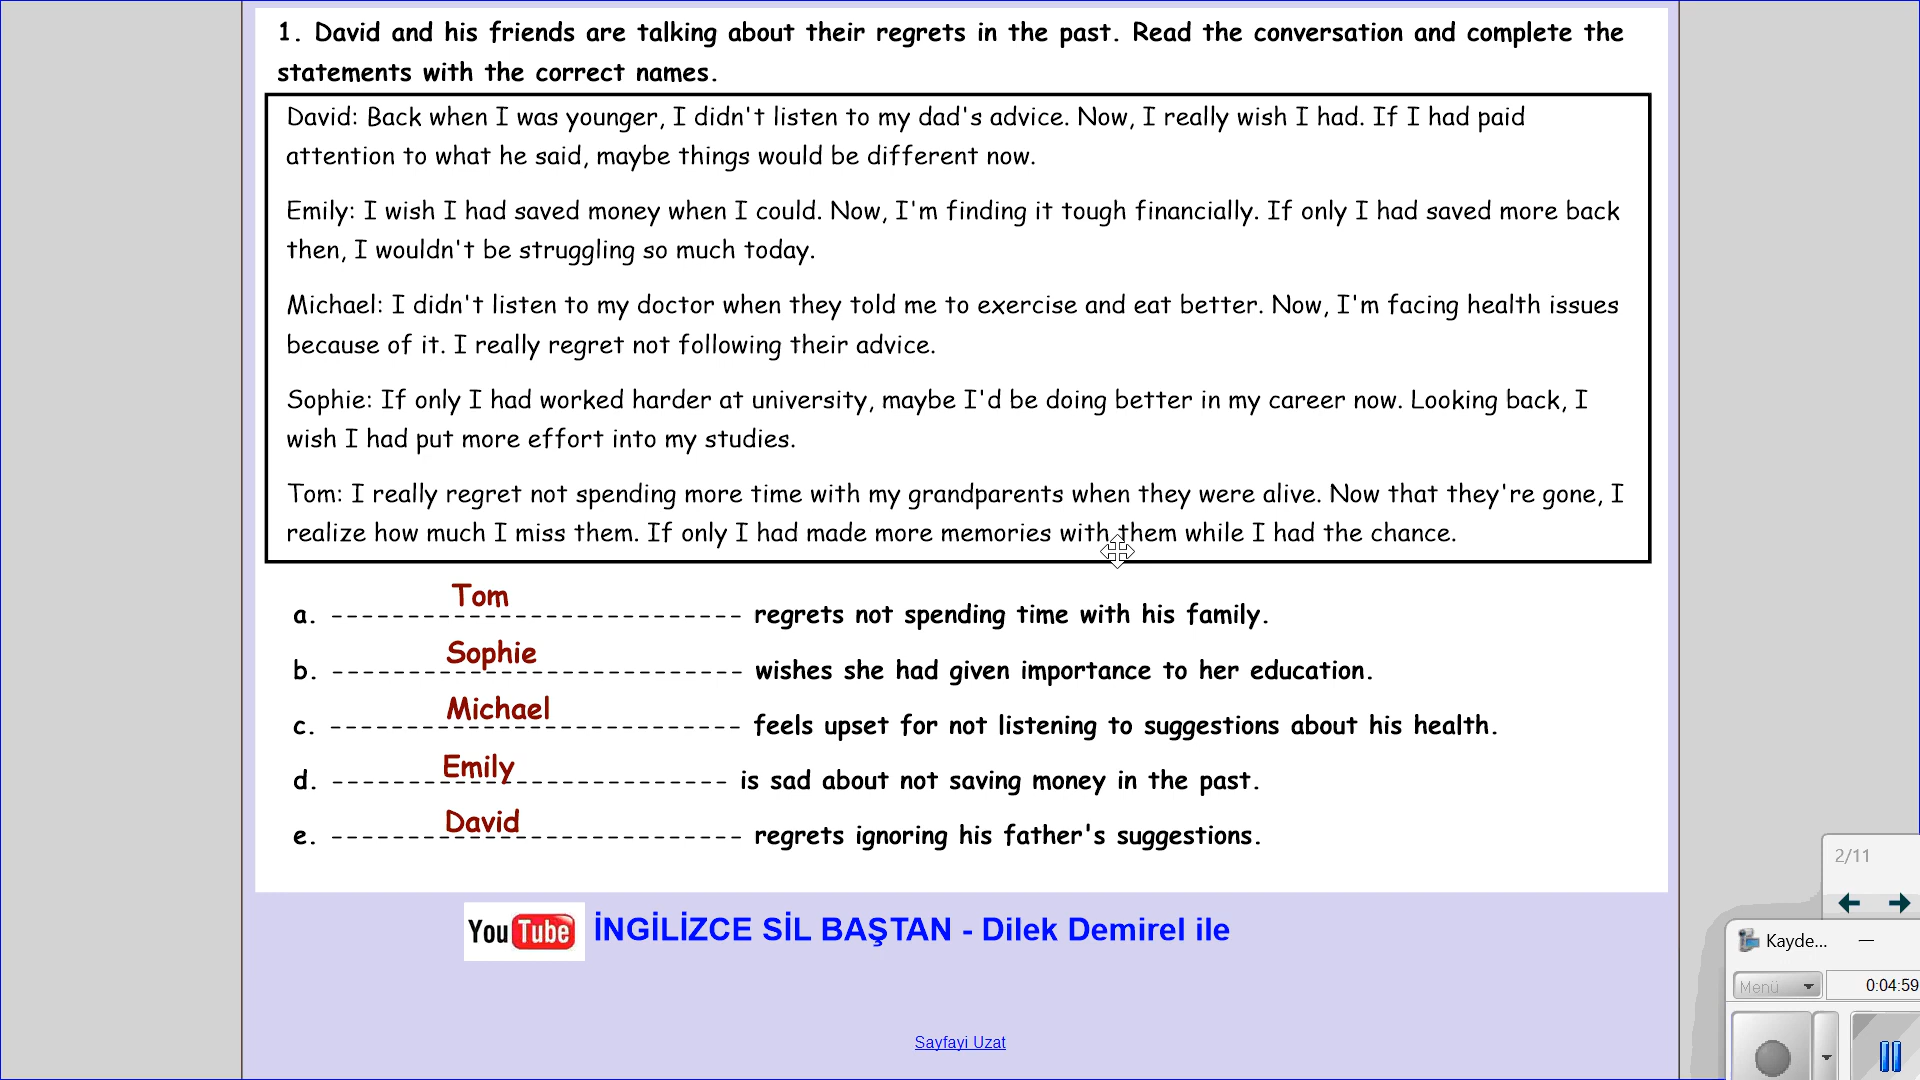 1. David and his friends are talking about their regrets in the past. Read the conversation and complete the
statements with the correct names.
David: Back when I was younger, I didn't listen to my dad's advice. Now, I really wish I had. If I had paid
attention to what he said, maybe things would be different now.
Emily: I wish I had saved money when I could. Now, I'm finding it tough financially. If only I had saved more back
then, I wouldn't be struggling so much today.
Michael: I didn't listen to my doctor when they told me to exercise and eat better. Now, I'm facing health issues
because of it. I really regret not following their advice.
Sophie: If only I had worked harder at university, maybe I'd be doing better in my career now. Looking back, I
wish I had put more effort into my studies.
Tom: I really regret not spending more time with my grandparents when they were alive. Now that they're gone, I
realize how much I miss them. If only I had made more memories with them while I had the chance.
a. Tom regrets not spending time with his family.
b. Sophie wishes she had given importance to her education.
c. Michael feels upset for not listening to suggestions about his health.
d. Emily is sad about not saving money in the past.
e. David regrets ignoring his father's suggestions.
YouTube İNGİLİZCE SİL BAŞTAN - Dilek Demirel ile
Sayfayi Uzat
2/11
Kayde...
Menü
0:04:59